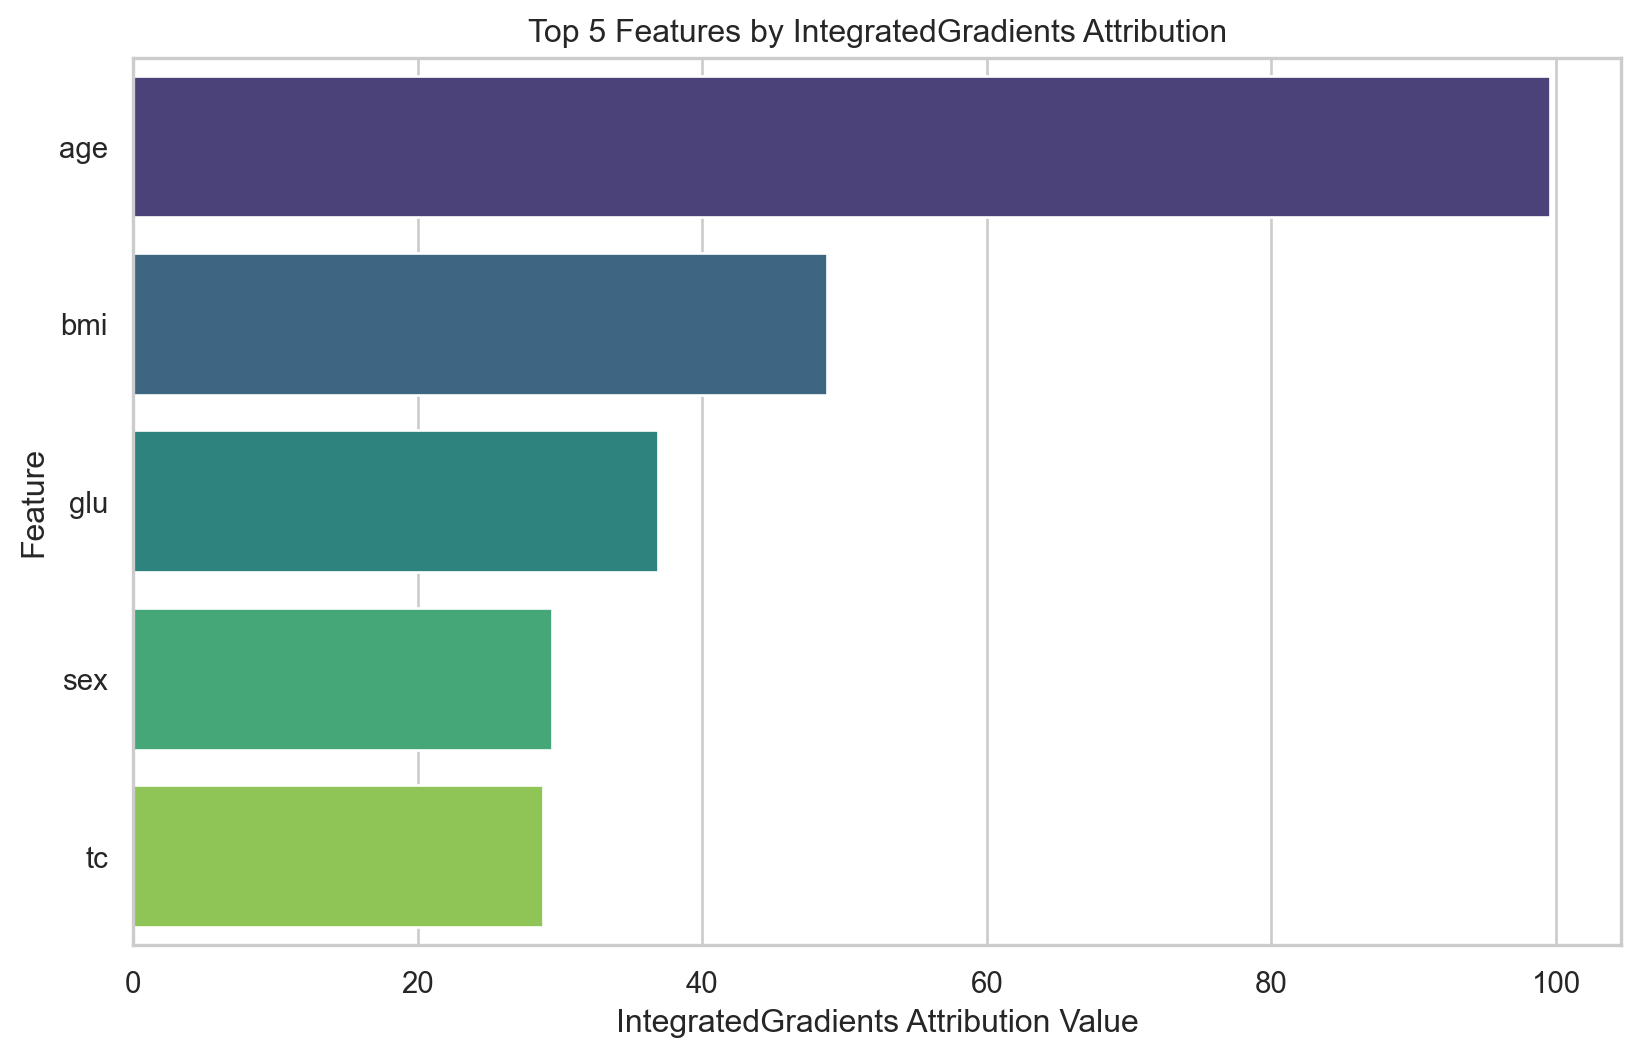 Top 5 Features by IntegratedGradients Attribution
Feature
age
bmi
glu
sex
tc
0 20 40 60 80 100
IntegratedGradients Attribution Value